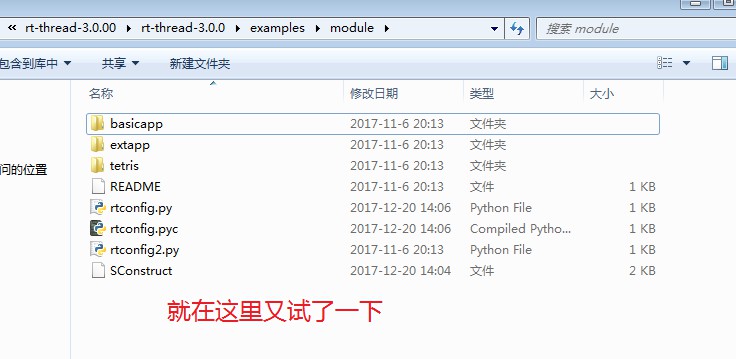 rt-thread-3.0.00 rt-thread-3.0.0 examples module 搜索 module
包含到库中 共享 新建文件夹
名称 修改日期 类型 大小
basicapp 2017-11-6 20:13 文件夹
extapp 2017-11-6 20:13 文件夹
tetris 2017-11-6 20:13 文件夹
问的位置
README 2017-11-6 20:13 文件 1 KB
rtconfig.py 2017-12-20 14:06 Python File 1 KB
rtconfig.pyc 2017-12-20 14:06 Compiled Pytho... 1 KB
rtconfig2.py 2017-11-6 20:13 Python File 1 KB
SConstruct 2017-12-20 14:04 文件 2 KB
就在这里又试了一下